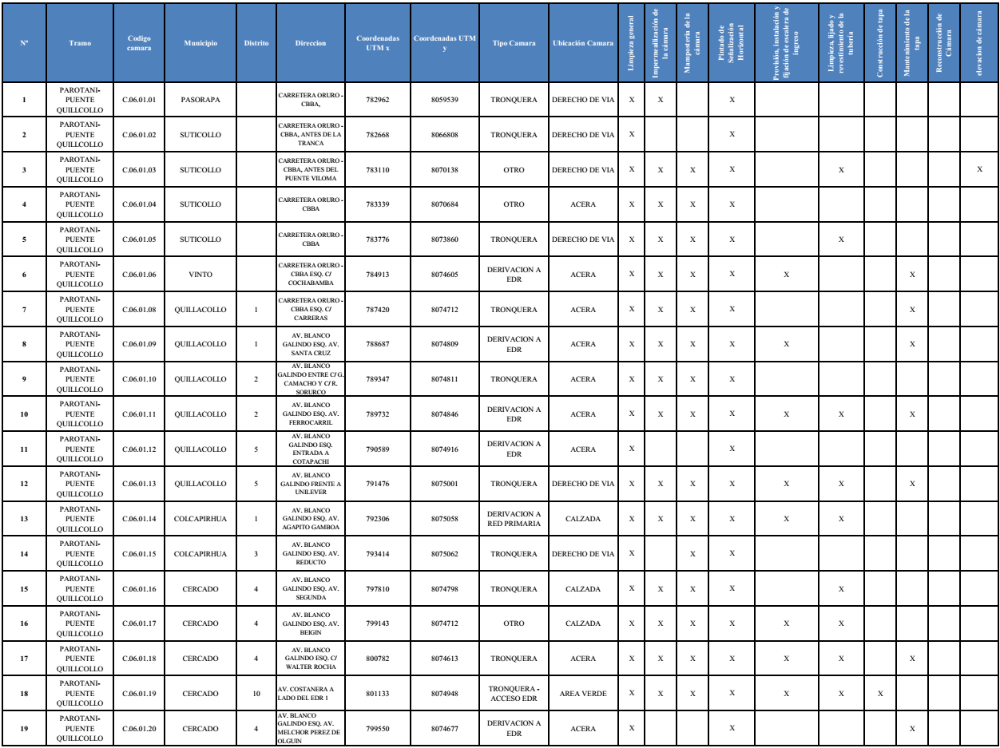 Nº Tramo Codigo camara Municipio Distrito Direccion Coordenadas UTM x Coordenadas UTM y Tipo Camara Ubicación Camara Limpieza general Impermealización de la cámara Mamposteria de la cámara Pintado de Señalización Horizontal Provisión, instalación y fijación de escalera de ingreso Limpieza, lijado y revestimiento de la tubería Construcción de tapa Mantenimiento de la tapa Reconstrucción de Cámara elevacion de cámara
1 PAROTANI-PUENTE QUILLCOLLO C.06.01.01 PASORAPA CARRETERA ORURO - CBBA, 782962 8059539 TRONQUERA DERECHO DE VIA X X X
2 PAROTANI-PUENTE QUILLCOLLO C.06.01.02 SUTICOLLO CARRETERA ORURO - CBBA, ANTES DE LA TRANCA 782668 8066808 TRONQUERA DERECHO DE VIA X X
3 PAROTANI-PUENTE QUILLCOLLO C.06.01.03 SUTICOLLO CARRETERA ORURO - CBBA, ANTES DEL PUENTE VILOMA 783110 8070138 OTRO DERECHO DE VIA X X X X X X
4 PAROTANI-PUENTE QUILLCOLLO C.06.01.04 SUTICOLLO CARRETERA ORURO - CBBA 783339 8070684 OTRO ACERA X X X X
5 PAROTANI-PUENTE QUILLCOLLO C.06.01.05 SUTICOLLO CARRETERA ORURO - CBBA 783776 8073860 TRONQUERA DERECHO DE VIA X X X X X
6 PAROTANI-PUENTE QUILLCOLLO C.06.01.06 VINTO CARRETERA ORURO - CBBA ESQ. C/ COCHABAMBA 784913 8074605 DERIVACION A EDR ACERA X X X X X X
7 PAROTANI-PUENTE QUILLCOLLO C.06.01.08 QUILLACOLLO 1 CARRETERA ORURO - CBBA ESQ. C/ CARRERAS 787420 8074712 TRONQUERA ACERA X X X X X
8 PAROTANI-PUENTE QUILLCOLLO C.06.01.09 QUILLACOLLO 1 AV. BLANCO GALINDO ESQ. AV. SANTA CRUZ 788687 8074809 DERIVACION A EDR ACERA X X X X X X
9 PAROTANI-PUENTE QUILLCOLLO C.06.01.10 QUILLACOLLO 2 AV. BLANCO GALINDO ENTRE C/ G. CAMACHO Y C/ R. SORURCO 789347 8074811 TRONQUERA ACERA X X X X
10 PAROTANI-PUENTE QUILLCOLLO C.06.01.11 QUILLACOLLO 2 AV. BLANCO GALINDO ESQ. AV. FERROCARRIL 789732 8074846 DERIVACION A EDR ACERA X X X X X X X
11 PAROTANI-PUENTE QUILLCOLLO C.06.01.12 QUILLACOLLO 5 AV. BLANCO GALINDO ESQ. ENTRADA A COTAPACHI 790589 8074916 DERIVACION A EDR ACERA X X
12 PAROTANI-PUENTE QUILLCOLLO C.06.01.13 QUILLACOLLO 5 AV. BLANCO GALINDO FRENTE A UNILEVER 791476 8075001 TRONQUERA DERECHO DE VIA X X X X X X X
13 PAROTANI-PUENTE QUILLCOLLO C.06.01.14 COLCAPIRHUA 1 AV. BLANCO GALINDO ESQ. AV. AGAPITO GAMBOA 792306 8075058 DERIVACION A RED PRIMARIA CALZADA X X X X X X
14 PAROTANI-PUENTE QUILLCOLLO C.06.01.15 COLCAPIRHUA 3 AV. BLANCO GALINDO ESQ. AV. REDUCTO 793414 8075062 TRONQUERA DERECHO DE VIA X X X
15 PAROTANI-PUENTE QUILLCOLLO C.06.01.16 CERCADO 4 AV. BLANCO GALINDO ESQ. AV. SEGUNDA 797810 8074798 TRONQUERA CALZADA X X X X X
16 PAROTANI-PUENTE QUILLCOLLO C.06.01.17 CERCADO 4 AV. BLANCO GALINDO ESQ. AV. BEIGIN 799143 8074712 OTRO CALZADA X X X X X X
17 PAROTANI-PUENTE QUILLCOLLO C.06.01.18 CERCADO 4 AV. BLANCO GALINDO ESQ. C/ WALTER ROCHA 800782 8074613 TRONQUERA ACERA X X X X X X X
18 PAROTANI-PUENTE QUILLCOLLO C.06.01.19 CERCADO 10 AV. COSTANERA A LADO DEL EDR 1 801133 8074948 TRONQUERA - ACCESO EDR AREA VERDE X X X X X X X
19 PAROTANI-PUENTE QUILLCOLLO C.06.01.20 CERCADO 4 AV. BLANCO GALINDO ESQ. AV. MELCHOR PEREZ DE OLGUIN 799550 8074677 DERIVACION A EDR ACERA X X X